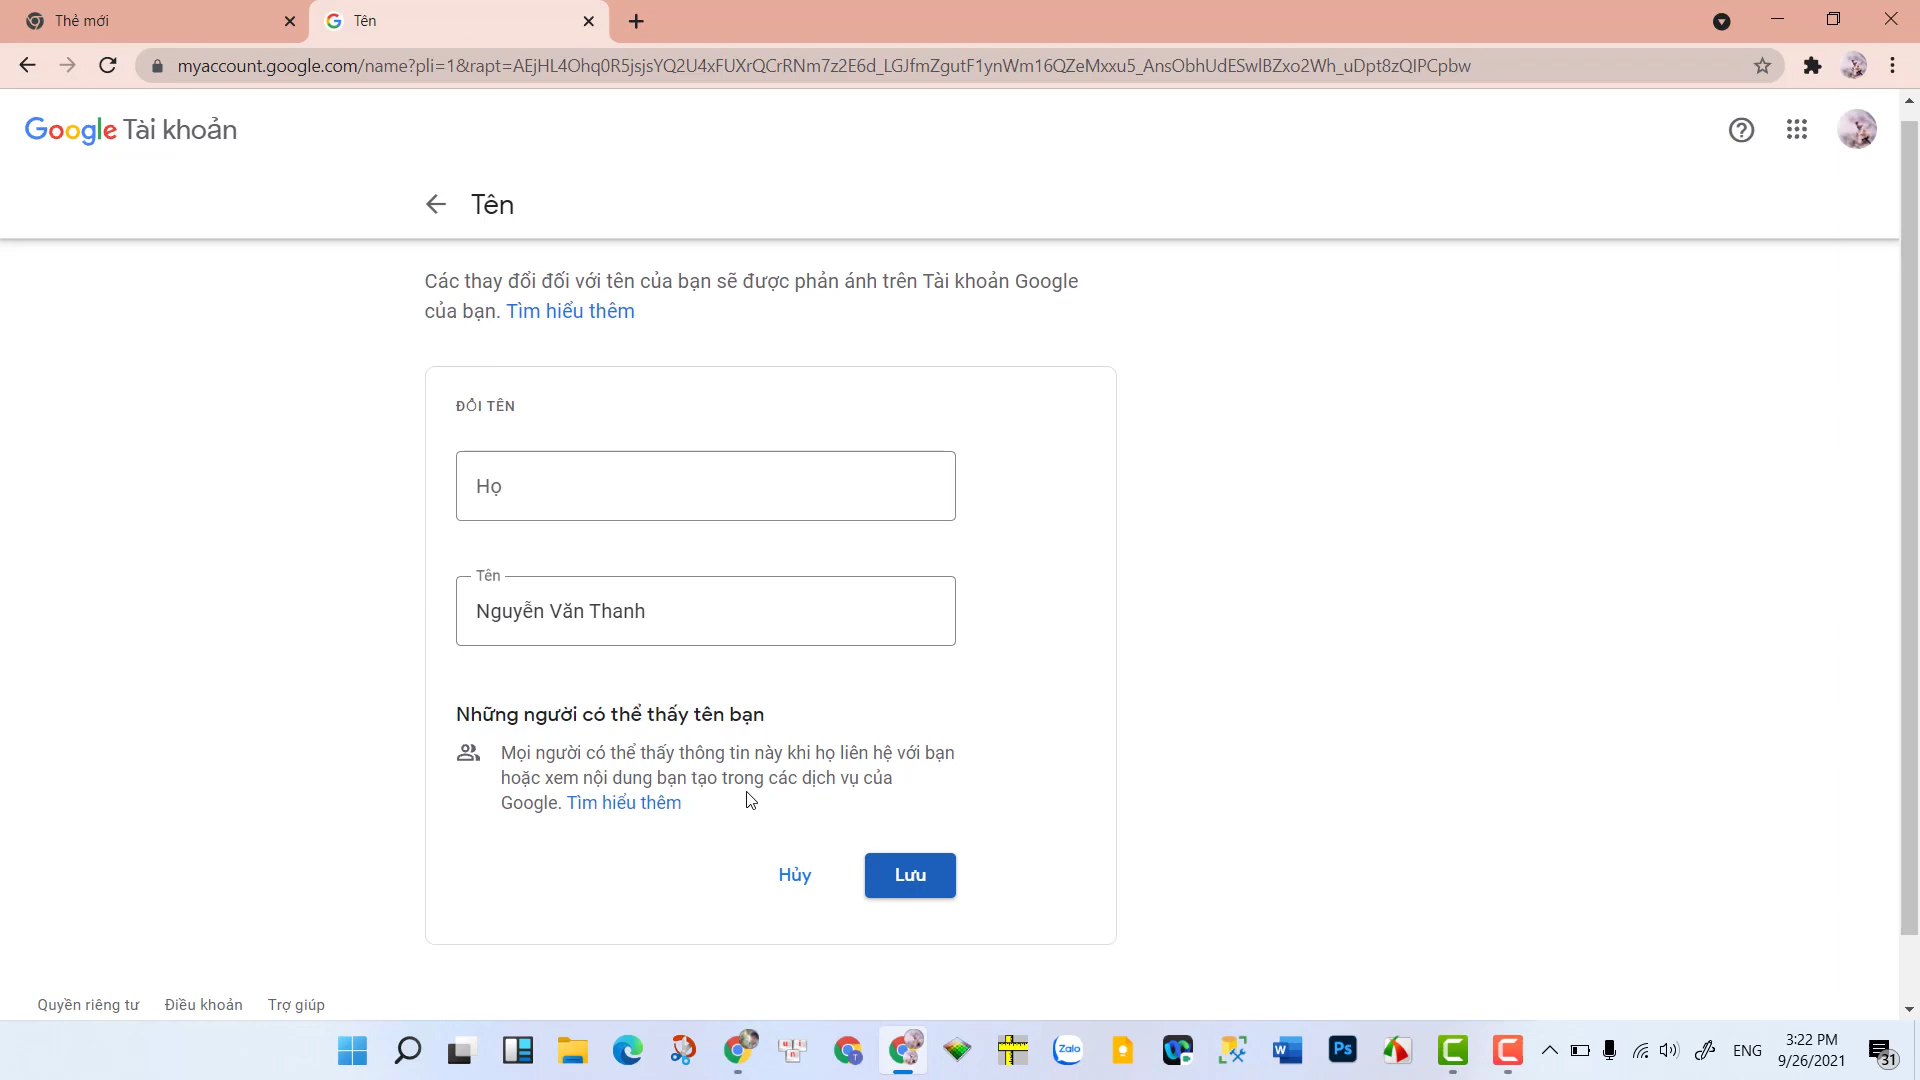 Thẻ mới
Tên
myaccount.google.com/name?pli=1&rapt=AEjHL4Ohq0R5jsjsYQ2U4xFUXrQCrRNm7z2E6d_LGJfmZgutF1ynWm16QZeMxxu5_AnsObhUdESwlBZxo2Wh_uDpt8zQIPCpbw
Google Tài khoản
Tên
Các thay đổi đối với tên của bạn sẽ được phản ánh trên Tài khoản Google
của bạn. Tìm hiểu thêm
ĐỔI TÊN
Họ
Tên
Nguyễn Văn Thanh
Những người có thể thấy tên bạn
Mọi người có thể thấy thông tin này khi họ liên hệ với bạn
hoặc xem nội dung bạn tạo trong các dịch vụ của
Google. Tìm hiểu thêm
Hủy
Lưu
Quyền riêng tư
Điều khoản
Trợ giúp
T
Zalo
W
Ps
C
C
ENG
3:22 PM
9/26/2021
31